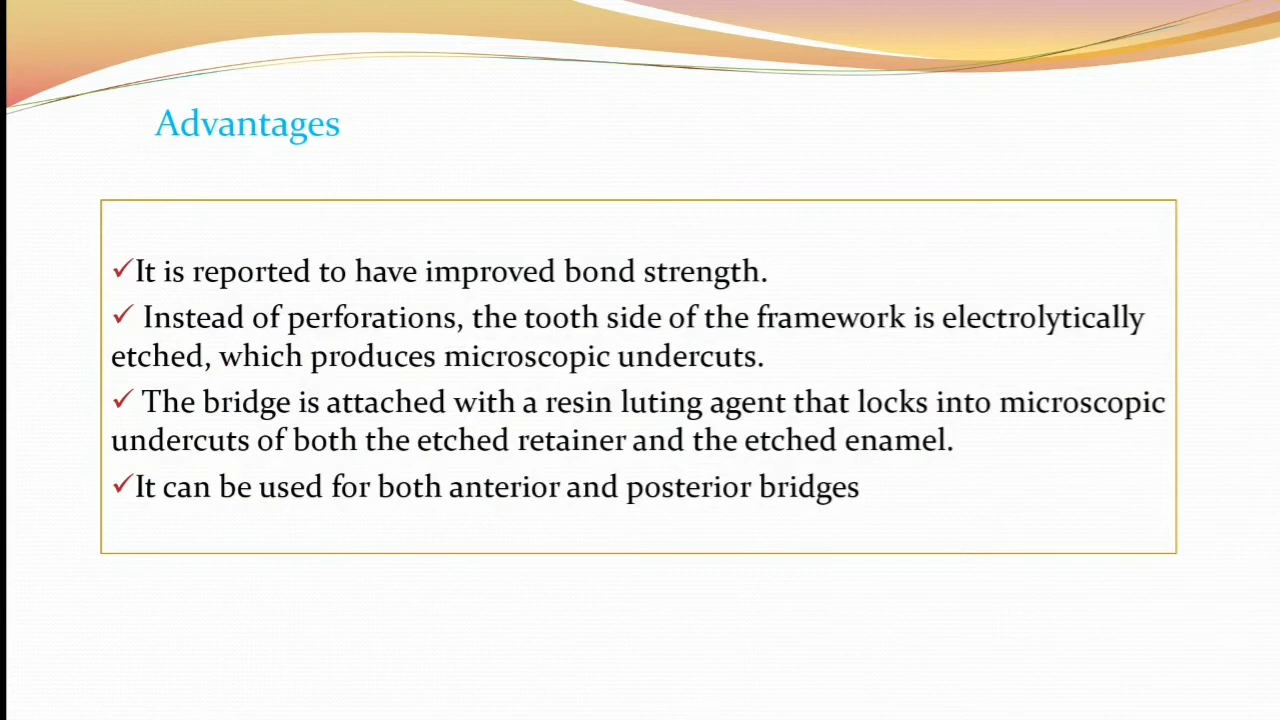 Advantages
✓It is reported to have improved bond strength.
✓ Instead of perforations, the tooth side of the framework is electrolytically
etched, which produces microscopic undercuts.
✓ The bridge is attached with a resin luting agent that locks into microscopic
undercuts of both the etched retainer and the etched enamel.
✓It can be used for both anterior and posterior bridges